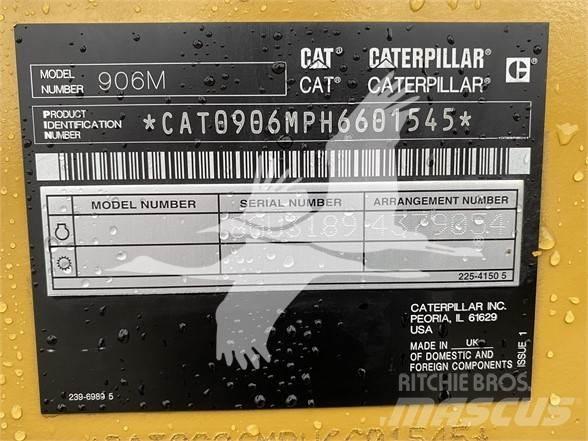 CAT® CATERPILLAR®
CAT® CATERPILLAR®
C
MODEL NUMBER 906M
PRODUCT IDENTIFICATION NUMBER *CAT0906MPH6601545*
MODEL NUMBER SERIAL NUMBER ARRANGEMENT NUMBER
4579054
225-4150 5
CATERPILLAR INC.
PEORIA, IL 61629
USA
MADE IN UK
OF DOMESTIC AND
FOREIGN COMPONENTS
ISSUE 1
239-6989 5
RITCHIE BROS.
Mascus